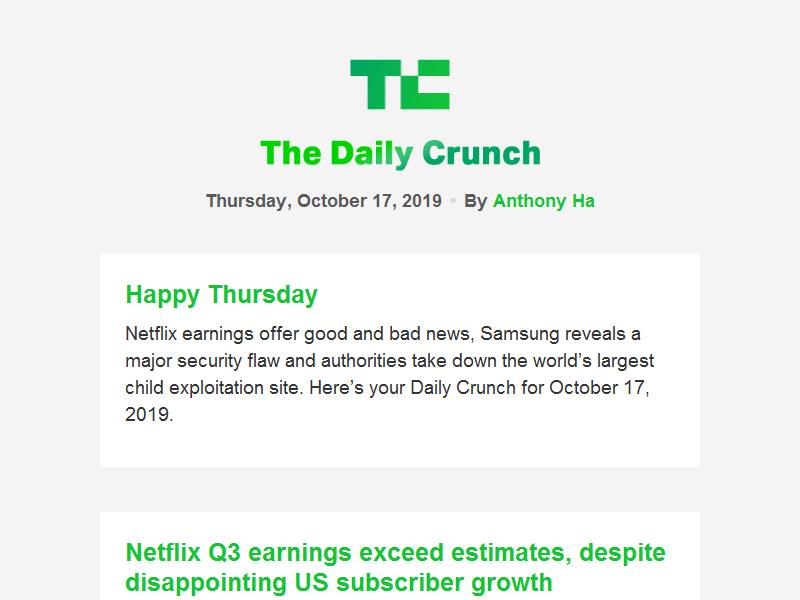 TC
The Daily Crunch
Thursday, October 17, 2019 • By Anthony Ha
Happy Thursday
Netflix earnings offer good and bad news, Samsung reveals a
major security flaw and authorities take down the world’s largest
child exploitation site. Here’s your Daily Crunch for October 17,
2019.
Netflix Q3 earnings exceed estimates, despite
disappointing US subscriber growth